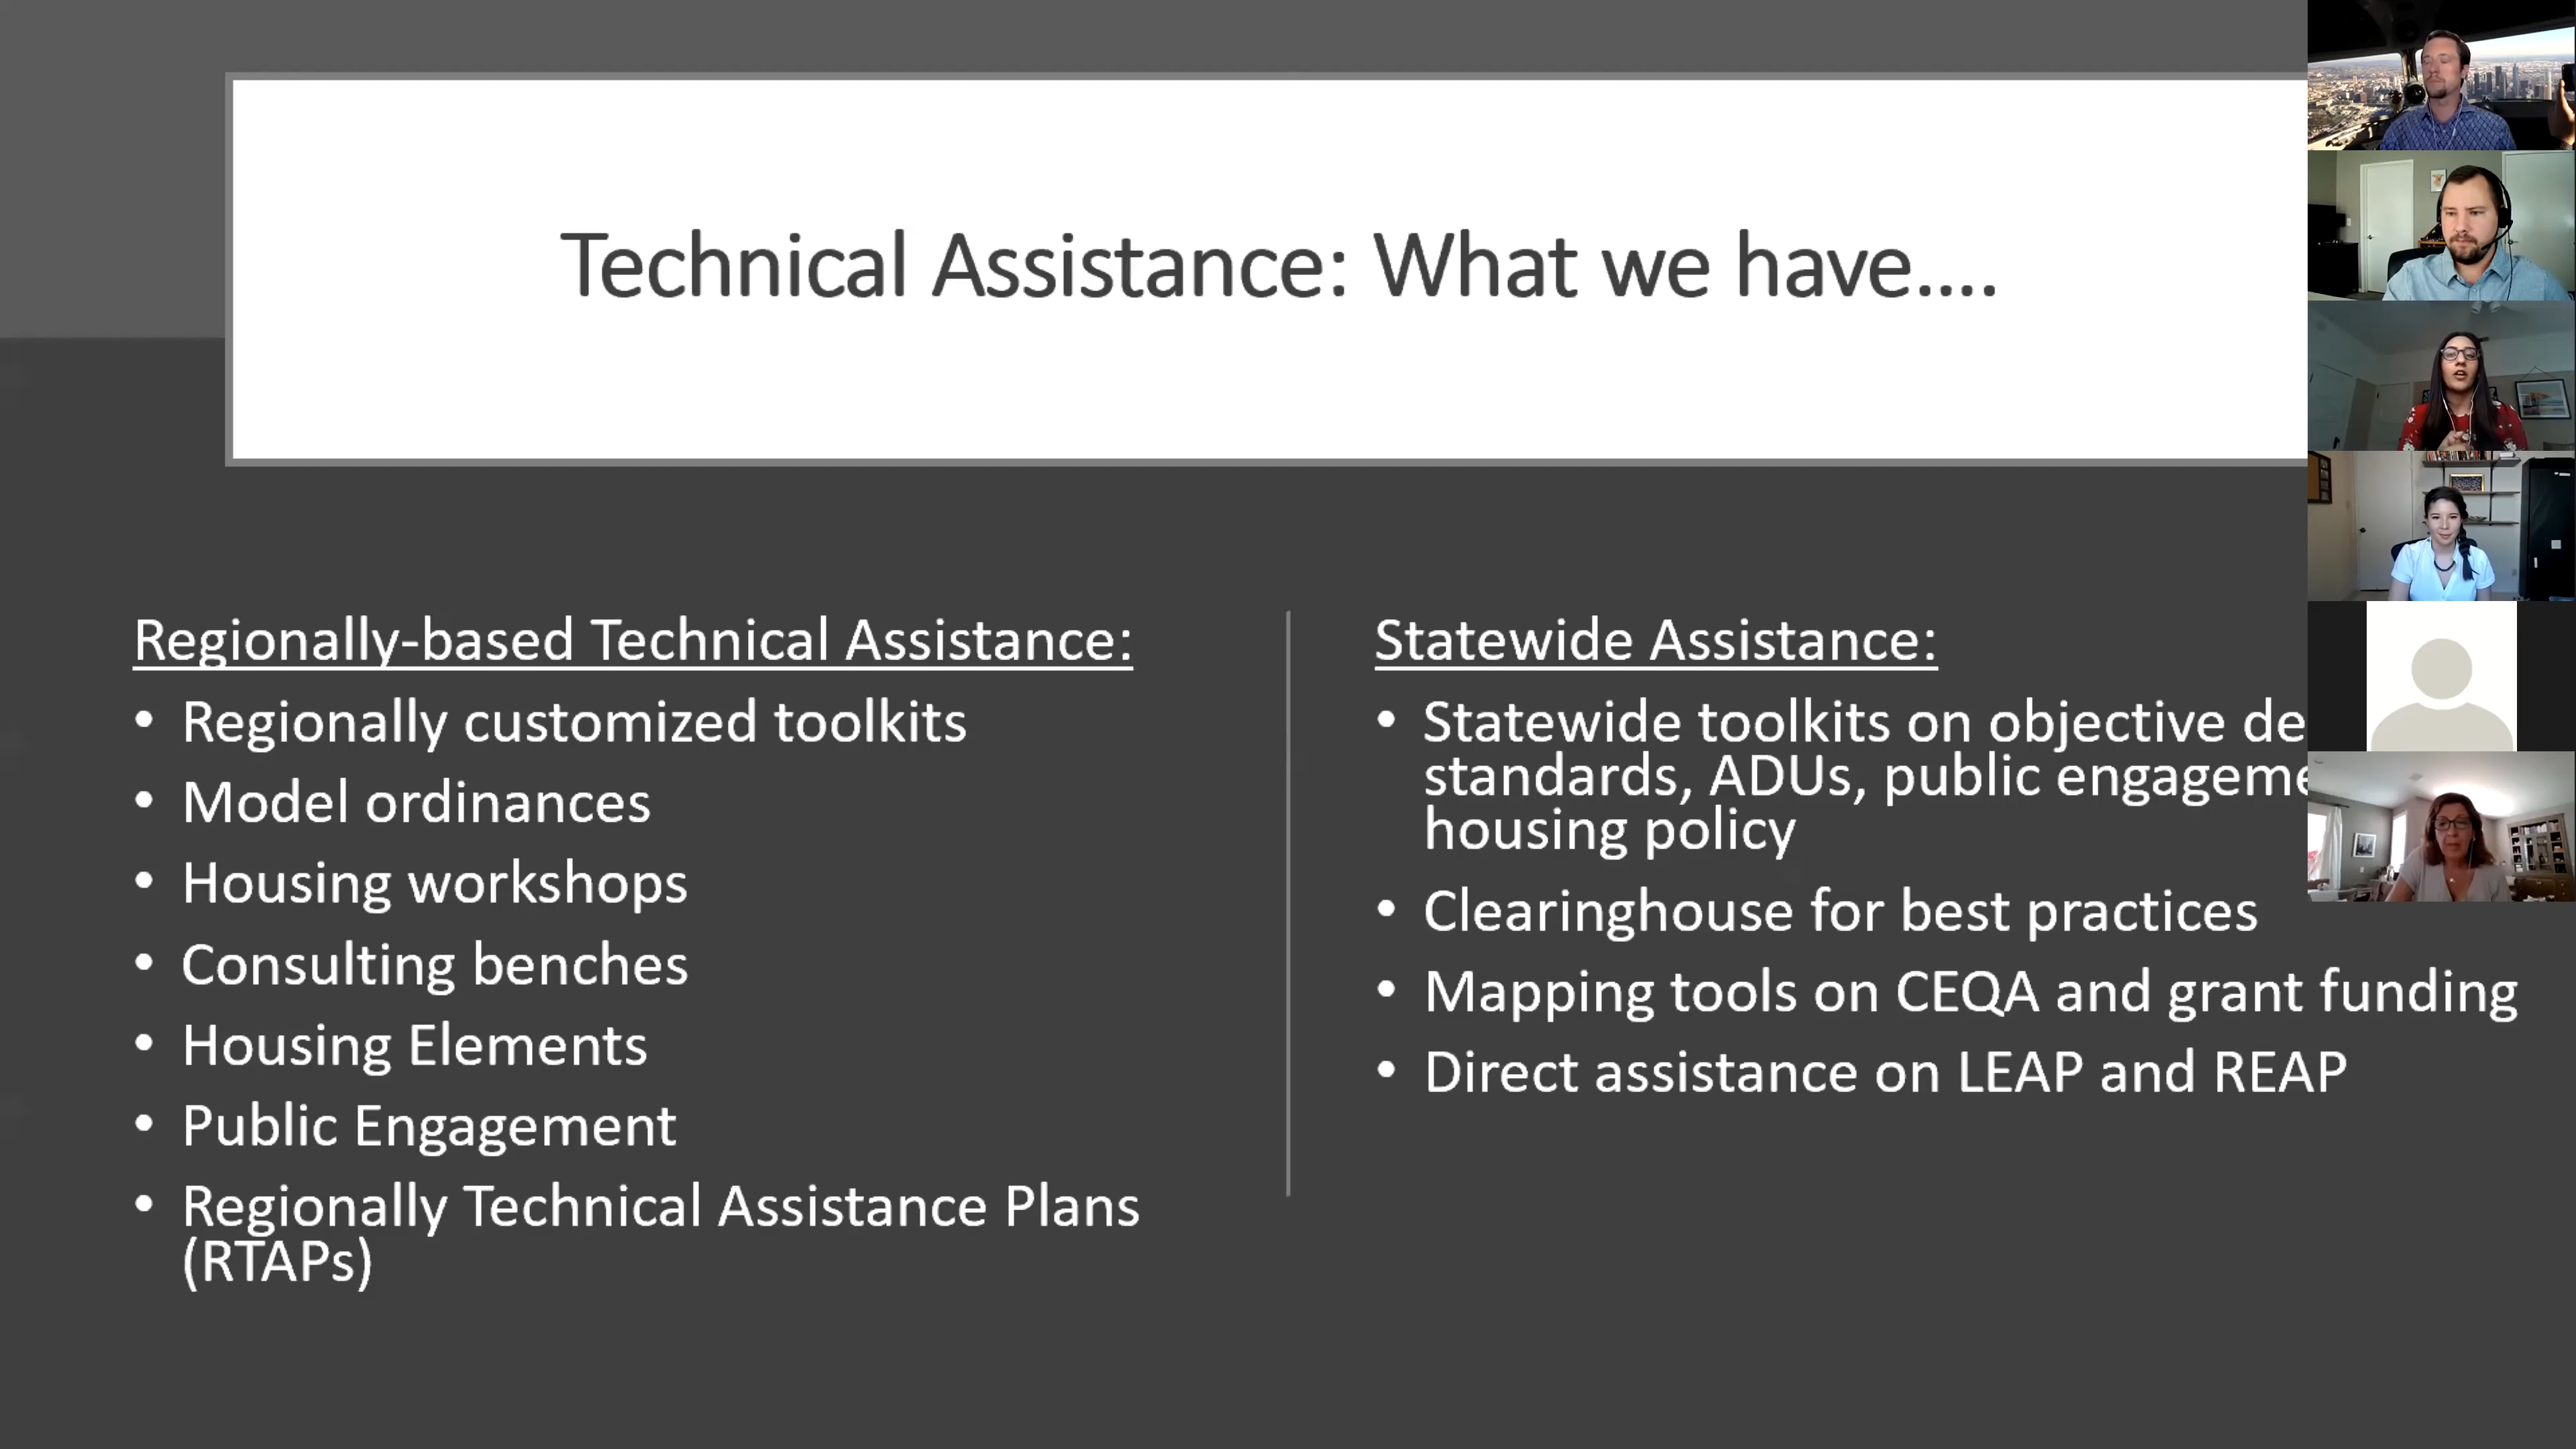 Technical Assistance: What we have....
Regionally-based Technical Assistance:
• Regionally customized toolkits
• Model ordinances
• Housing workshops
• Consulting benches
• Housing Elements
• Public Engagement
• Regionally Technical Assistance Plans
(RTAPs)
Statewide Assistance:
• Statewide toolkits on objective
standards, ADUs, public
housing policy
• Clearinghouse for best practices
• Mapping tools on CEQA and grant funding
• Direct assistance on LEAP and REAP